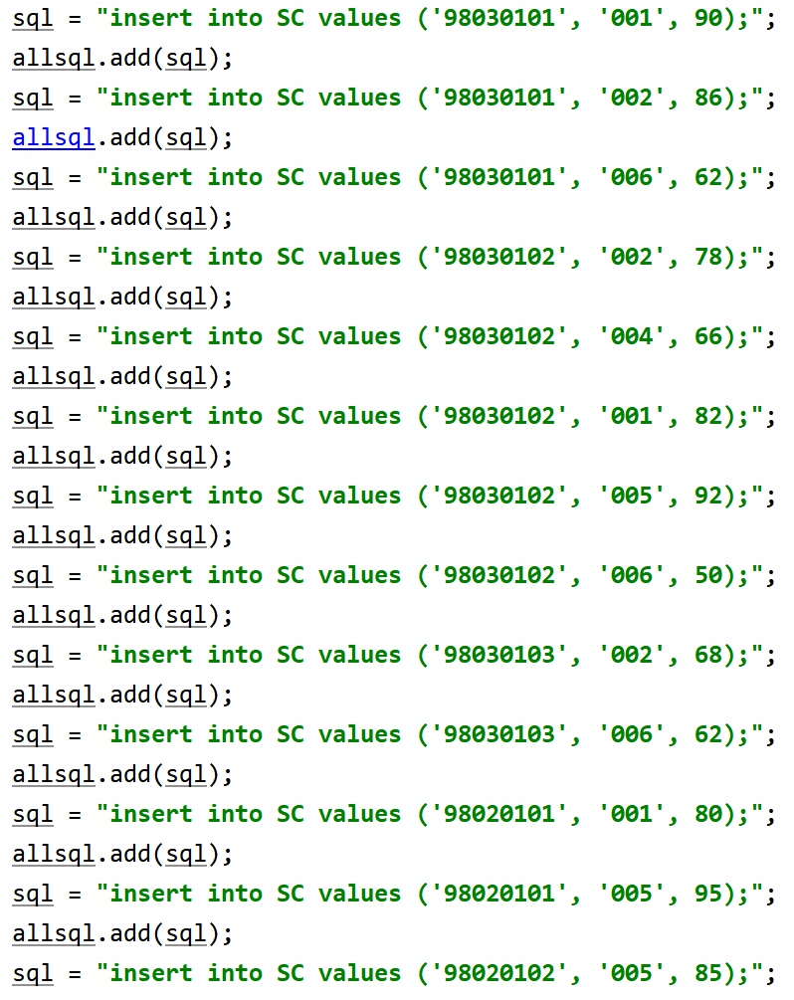 sql = "insert into SC values ('98030101', '001', 90);";
allsql.add(sql);
sql = "insert into SC values ('98030101', '002', 86);";
allsql.add(sql);
sql = "insert into SC values ('98030101', '006', 62);";
allsql.add(sql);
sql = "insert into SC values ('98030102', '002', 78);";
allsql.add(sql);
sql = "insert into SC values ('98030102', '004', 66);";
allsql.add(sql);
sql = "insert into SC values ('98030102', '001', 82);";
allsql.add(sql);
sql = "insert into SC values ('98030102', '005', 92);";
allsql.add(sql);
sql = "insert into SC values ('98030102', '006', 50);";
allsql.add(sql);
sql = "insert into SC values ('98030103', '002', 68);";
allsql.add(sql);
sql = "insert into SC values ('98030103', '006', 62);";
allsql.add(sql);
sql = "insert into SC values ('98020101', '001', 80);";
allsql.add(sql);
sql = "insert into SC values ('98020101', '005', 95);";
allsql.add(sql);
sql = "insert into SC values ('98020102', '005', 85);";